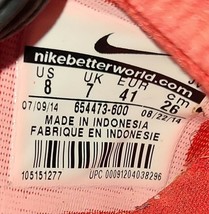 nikebetterworld.com
US UK EUR cm
8 7 41 26
07/09/14 654473-600 08/22/14
MADE IN INDONESIA
FABRIQUE EN INDONESIE
105151277 UPC 00091204038296